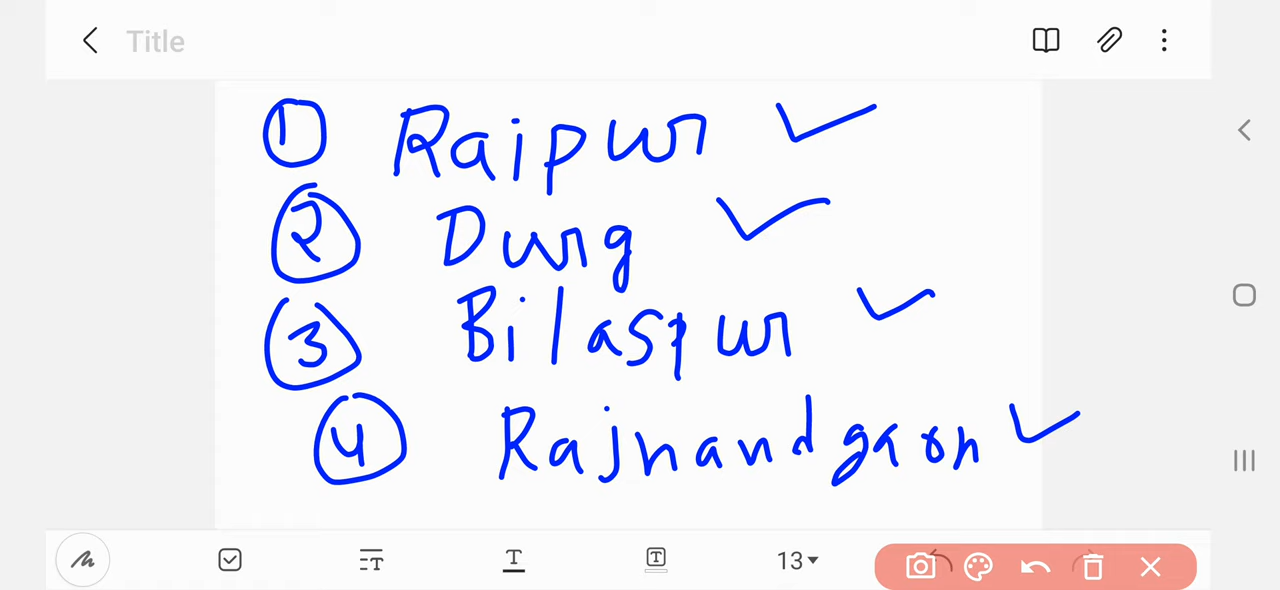 Title
① Raipur ✓
② Durg ✓
③ Bilaspur ✓
④ Rajnandgaon ✓
T T T 13